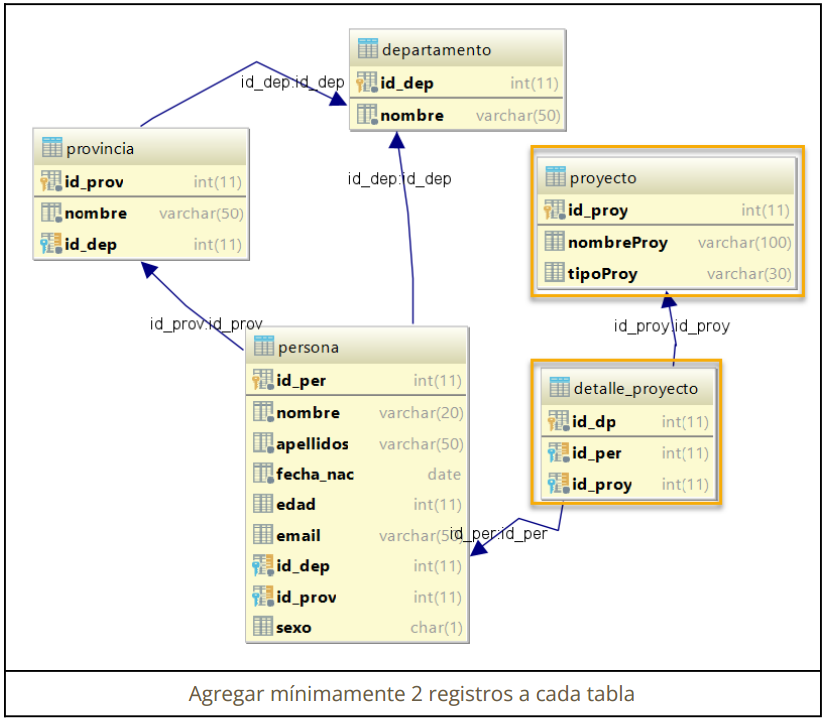 departamento
id_dep int(11)
nombre varchar(50)
id_dep:id_dep
provincia
id_prov int(11)
nombre varchar(50)
id_dep int(11)
id_dep:id_dep
proyecto
id_proy int(11)
nombreProy varchar(100)
tipoProy varchar(30)
id_prov:id_prov
id_proy:id_proy
persona
id_per int(11)
nombre varchar(20)
apellidos varchar(50)
fecha_nac date
edad int(11)
email varchar(50)
id_dep int(11)
id_prov int(11)
sexo char(1)
detalle_proyecto
id_dp int(11)
id_per int(11)
id_proy int(11)
id_per:id_per
Agregar mínimamente 2 registros a cada tabla